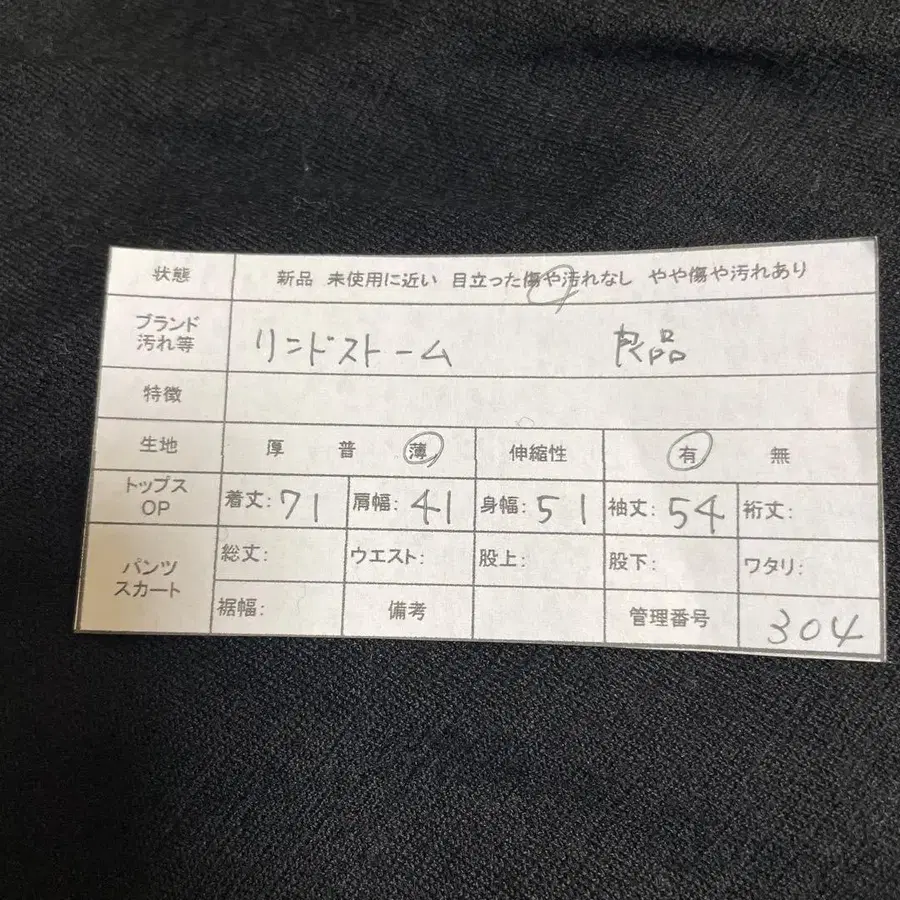 状態 新品 未使用に近い 目立った傷や汚れなし やや傷や汚れあり
ブランド
汚れ等 リンドストーム 良品
特徴
生地 厚 普 薄 伸縮性 有 無
トップス
OP 着丈:71 肩幅:41 身幅:51 袖丈:54 裄丈:
パンツ
スカート 総丈: ウエスト: 股上: 股下: ワタリ:
裾幅: 備考 管理番号 304